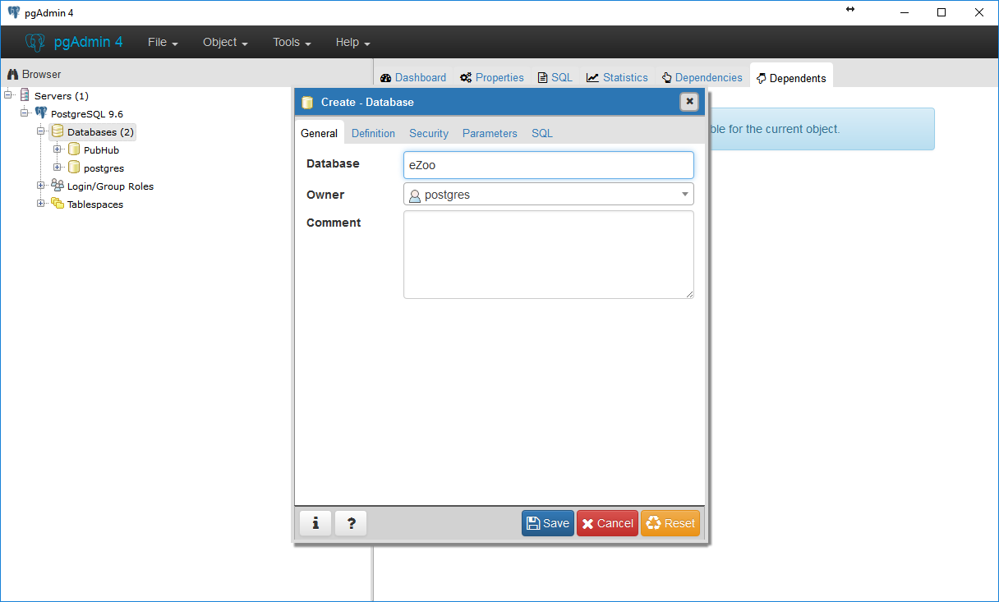 pgAdmin 4
pgAdmin 4 File Object Tools Help
Browser
Dashboard Properties SQL Statistics Dependencies Dependents
Servers (1)
PostgreSQL 9.6
Databases (2)
PubHub
postgres
Login/Group Roles
Tablespaces
ble for the current object.
Create - Database
General Definition Security Parameters SQL
Database eZoo
Owner postgres
Comment
i ? Save Cancel Reset